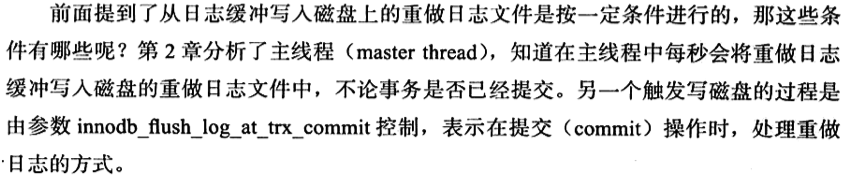 前面提到了从日志缓冲写入磁盘上的重做日志文件是按一定条件进行的，那这些条
件有哪些呢？第 2 章分析了主线程（master thread），知道在主线程中每秒会将重做日志
缓冲写入磁盘的重做日志文件中，不论事务是否已经提交。另一个触发写磁盘的过程是
由参数 innodb_flush_log_at_trx_commit 控制，表示在提交（commit）操作时，处理重做
日志的方式。